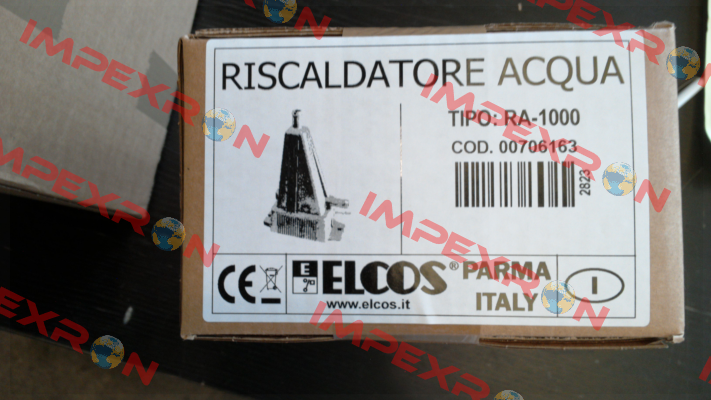 RISCALDATORE ACQUA
TIPO: RA-1000
COD. 00706163
2823
CE
E ELCOS® PARMA
ITALY
I
www.elcos.it
IMPEXRON
IMPEXRON
IMPEXRON
IMPEXRON
IMPEXRON
IMPEXRON